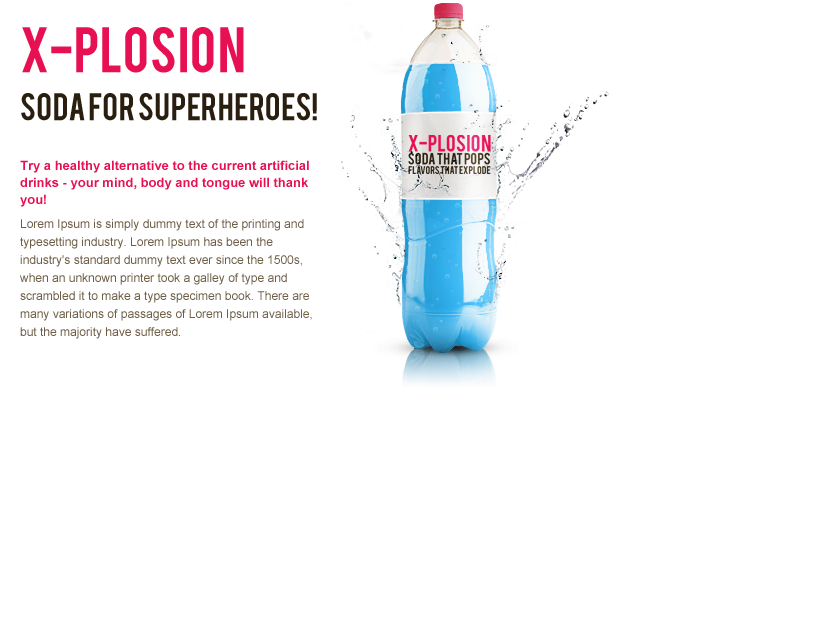 X-PLOSION
SODA FOR SUPERHEROES!
Try a healthy alternative to the current artificial
drinks - your mind, body and tongue will thank
you!
Lorem Ipsum is simply dummy text of the printing and
typesetting industry. Lorem Ipsum has been the
industry's standard dummy text ever since the 1500s,
when an unknown printer took a galley of type and
scrambled it to make a type specimen book. There are
many variations of passages of Lorem Ipsum available,
but the majority have suffered.
X-PLOSION
SODA THAT POPS
FLAVORS THAT EXPLODE